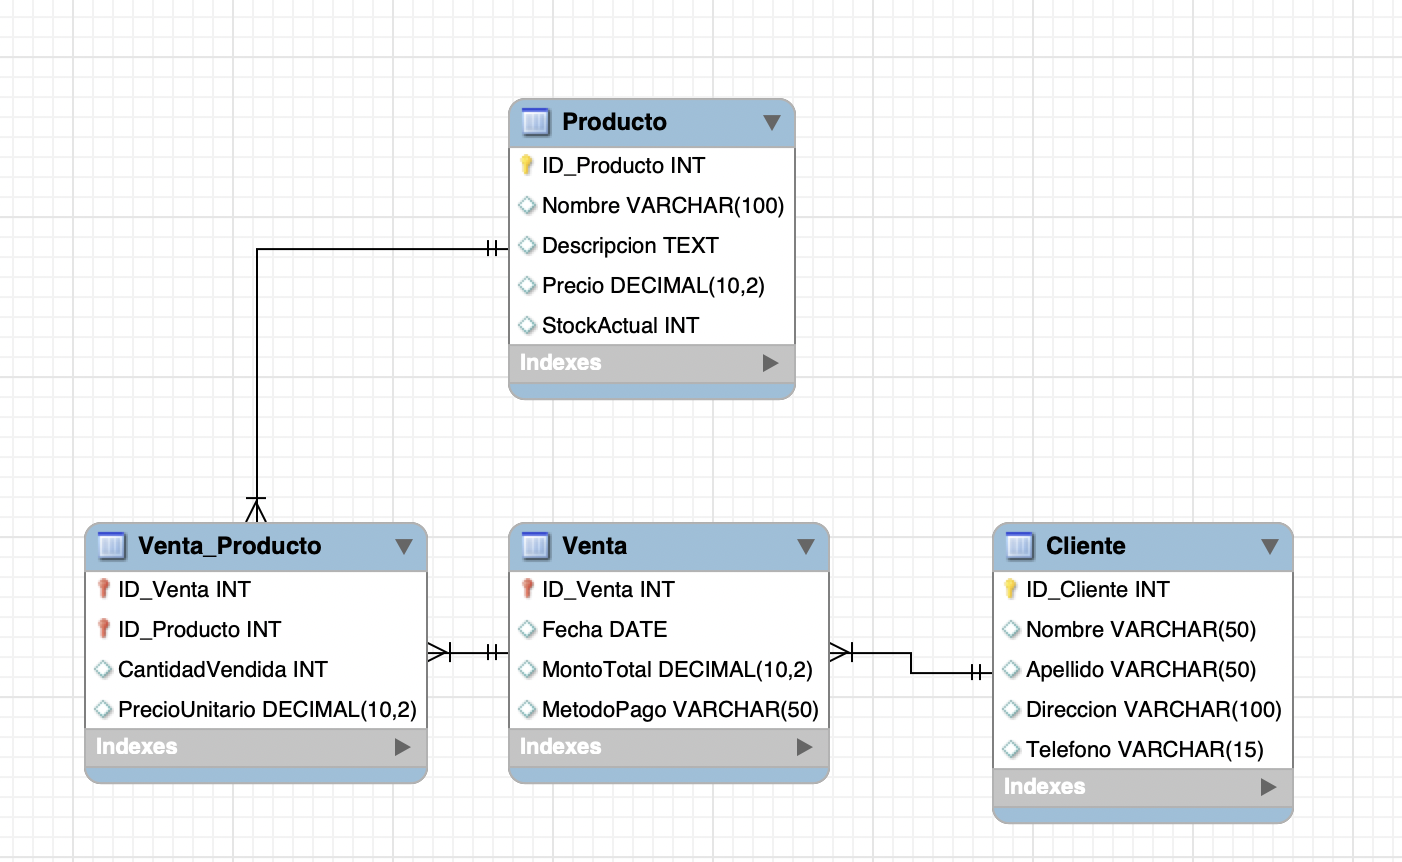 Producto
ID_Producto INT
Nombre VARCHAR(100)
Descripcion TEXT
Precio DECIMAL(10,2)
StockActual INT
Indexes
Venta_Producto
ID_Venta INT
ID_Producto INT
CantidadVendida INT
PrecioUnitario DECIMAL(10,2)
Indexes
Venta
ID_Venta INT
Fecha DATE
MontoTotal DECIMAL(10,2)
MetodoPago VARCHAR(50)
Indexes
Cliente
ID_Cliente INT
Nombre VARCHAR(50)
Apellido VARCHAR(50)
Direccion VARCHAR(100)
Telefono VARCHAR(15)
Indexes